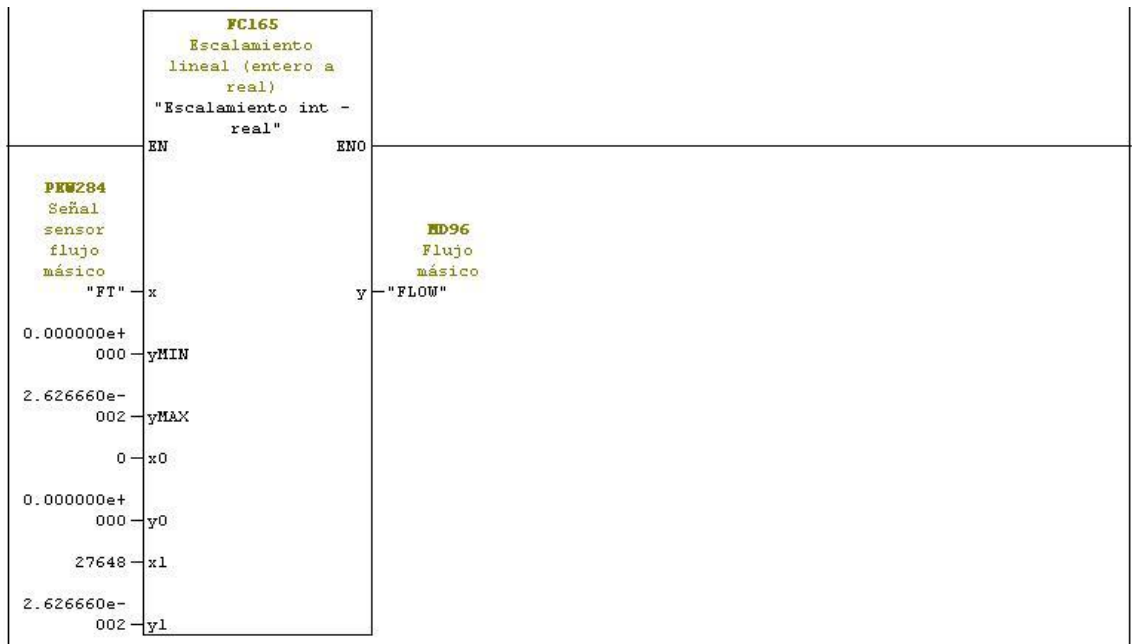 FC165
Escalamiento
lineal (entero a
real)
"Escalamiento int -
real"
EN ENO
PEW284
Señal
sensor
flujo
másico
"FT" x
MD96
Flujo
másico
y "FLOW"
0.000000e+
000 yMIN
2.626660e-
002 yMAX
0 x0
0.000000e+
000 y0
27648 x1
2.626660e-
002 y1